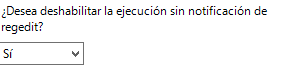 ¿Desea deshabilitar la ejecución sin notificación de
regedit?
Sí